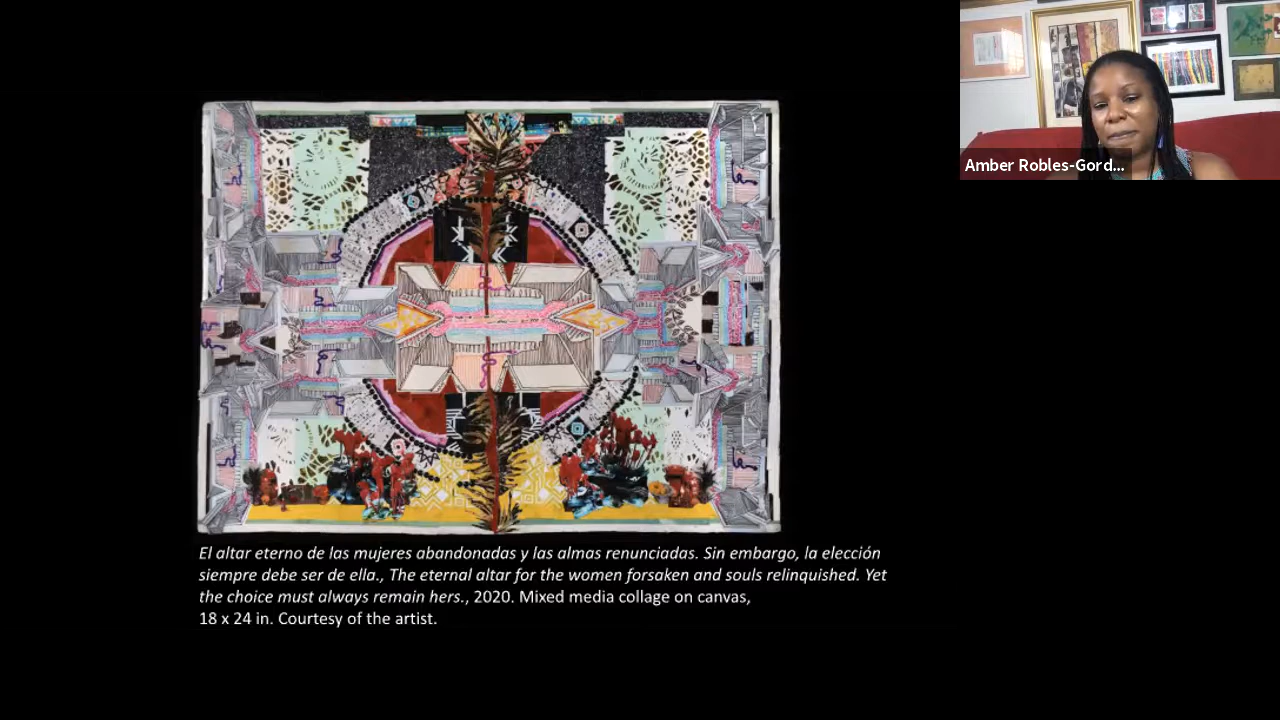 Amber Robles-Gord...
El altar eterno de las mujeres abandonadas y las almas renunciadas. Sin embargo, la elección
siempre debe ser de ella., The eternal altar for the women forsaken and souls relinquished. Yet
the choice must always remain hers., 2020. Mixed media collage on canvas,
18 x 24 in. Courtesy of the artist.